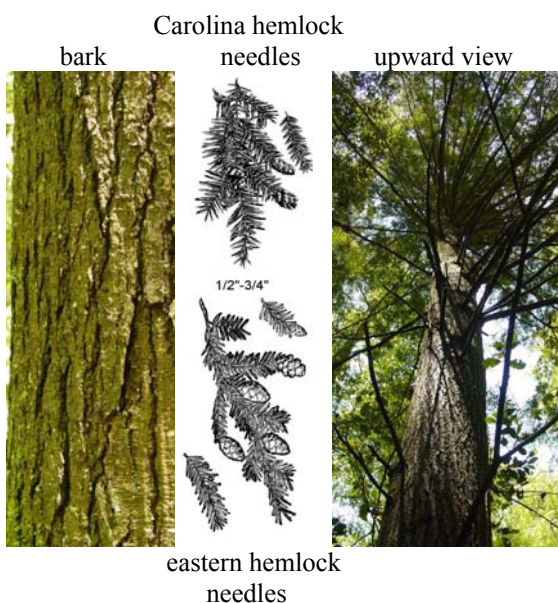 Carolina hemlock
bark
needles
upward view
1/2"-3/4"
eastern hemlock
needles